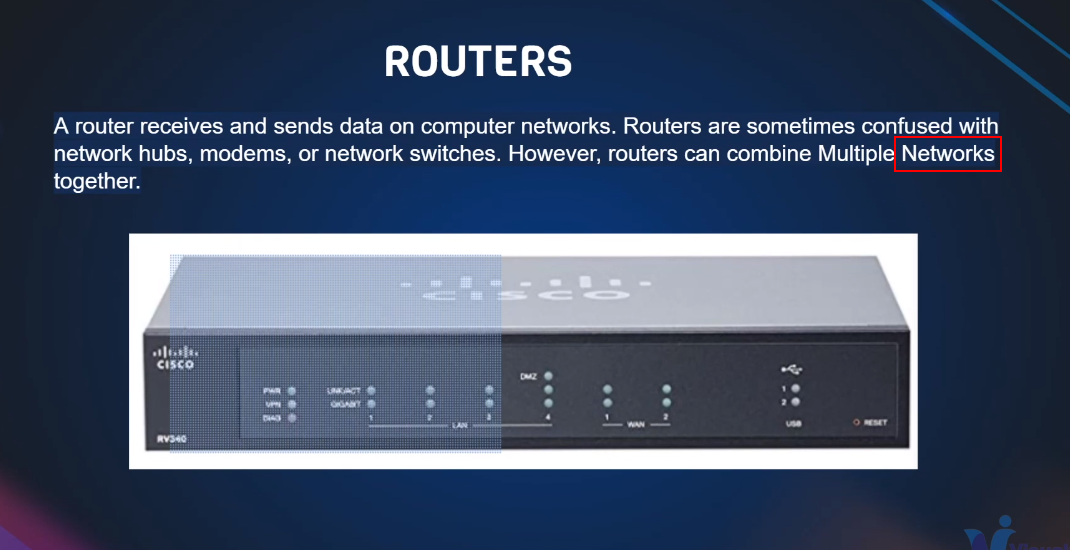 ROUTERS
A router receives and sends data on computer networks. Routers are sometimes confused with
network hubs, modems, or network switches. However, routers can combine Multiple Networks
together.
CISCO
CISCO
PWR
VPN
DIAG
LINK/ACT
GIGABIT
DMZ
1 2 3 4
LAN
1 2
WAN
1
2
USB
RESET
RV340